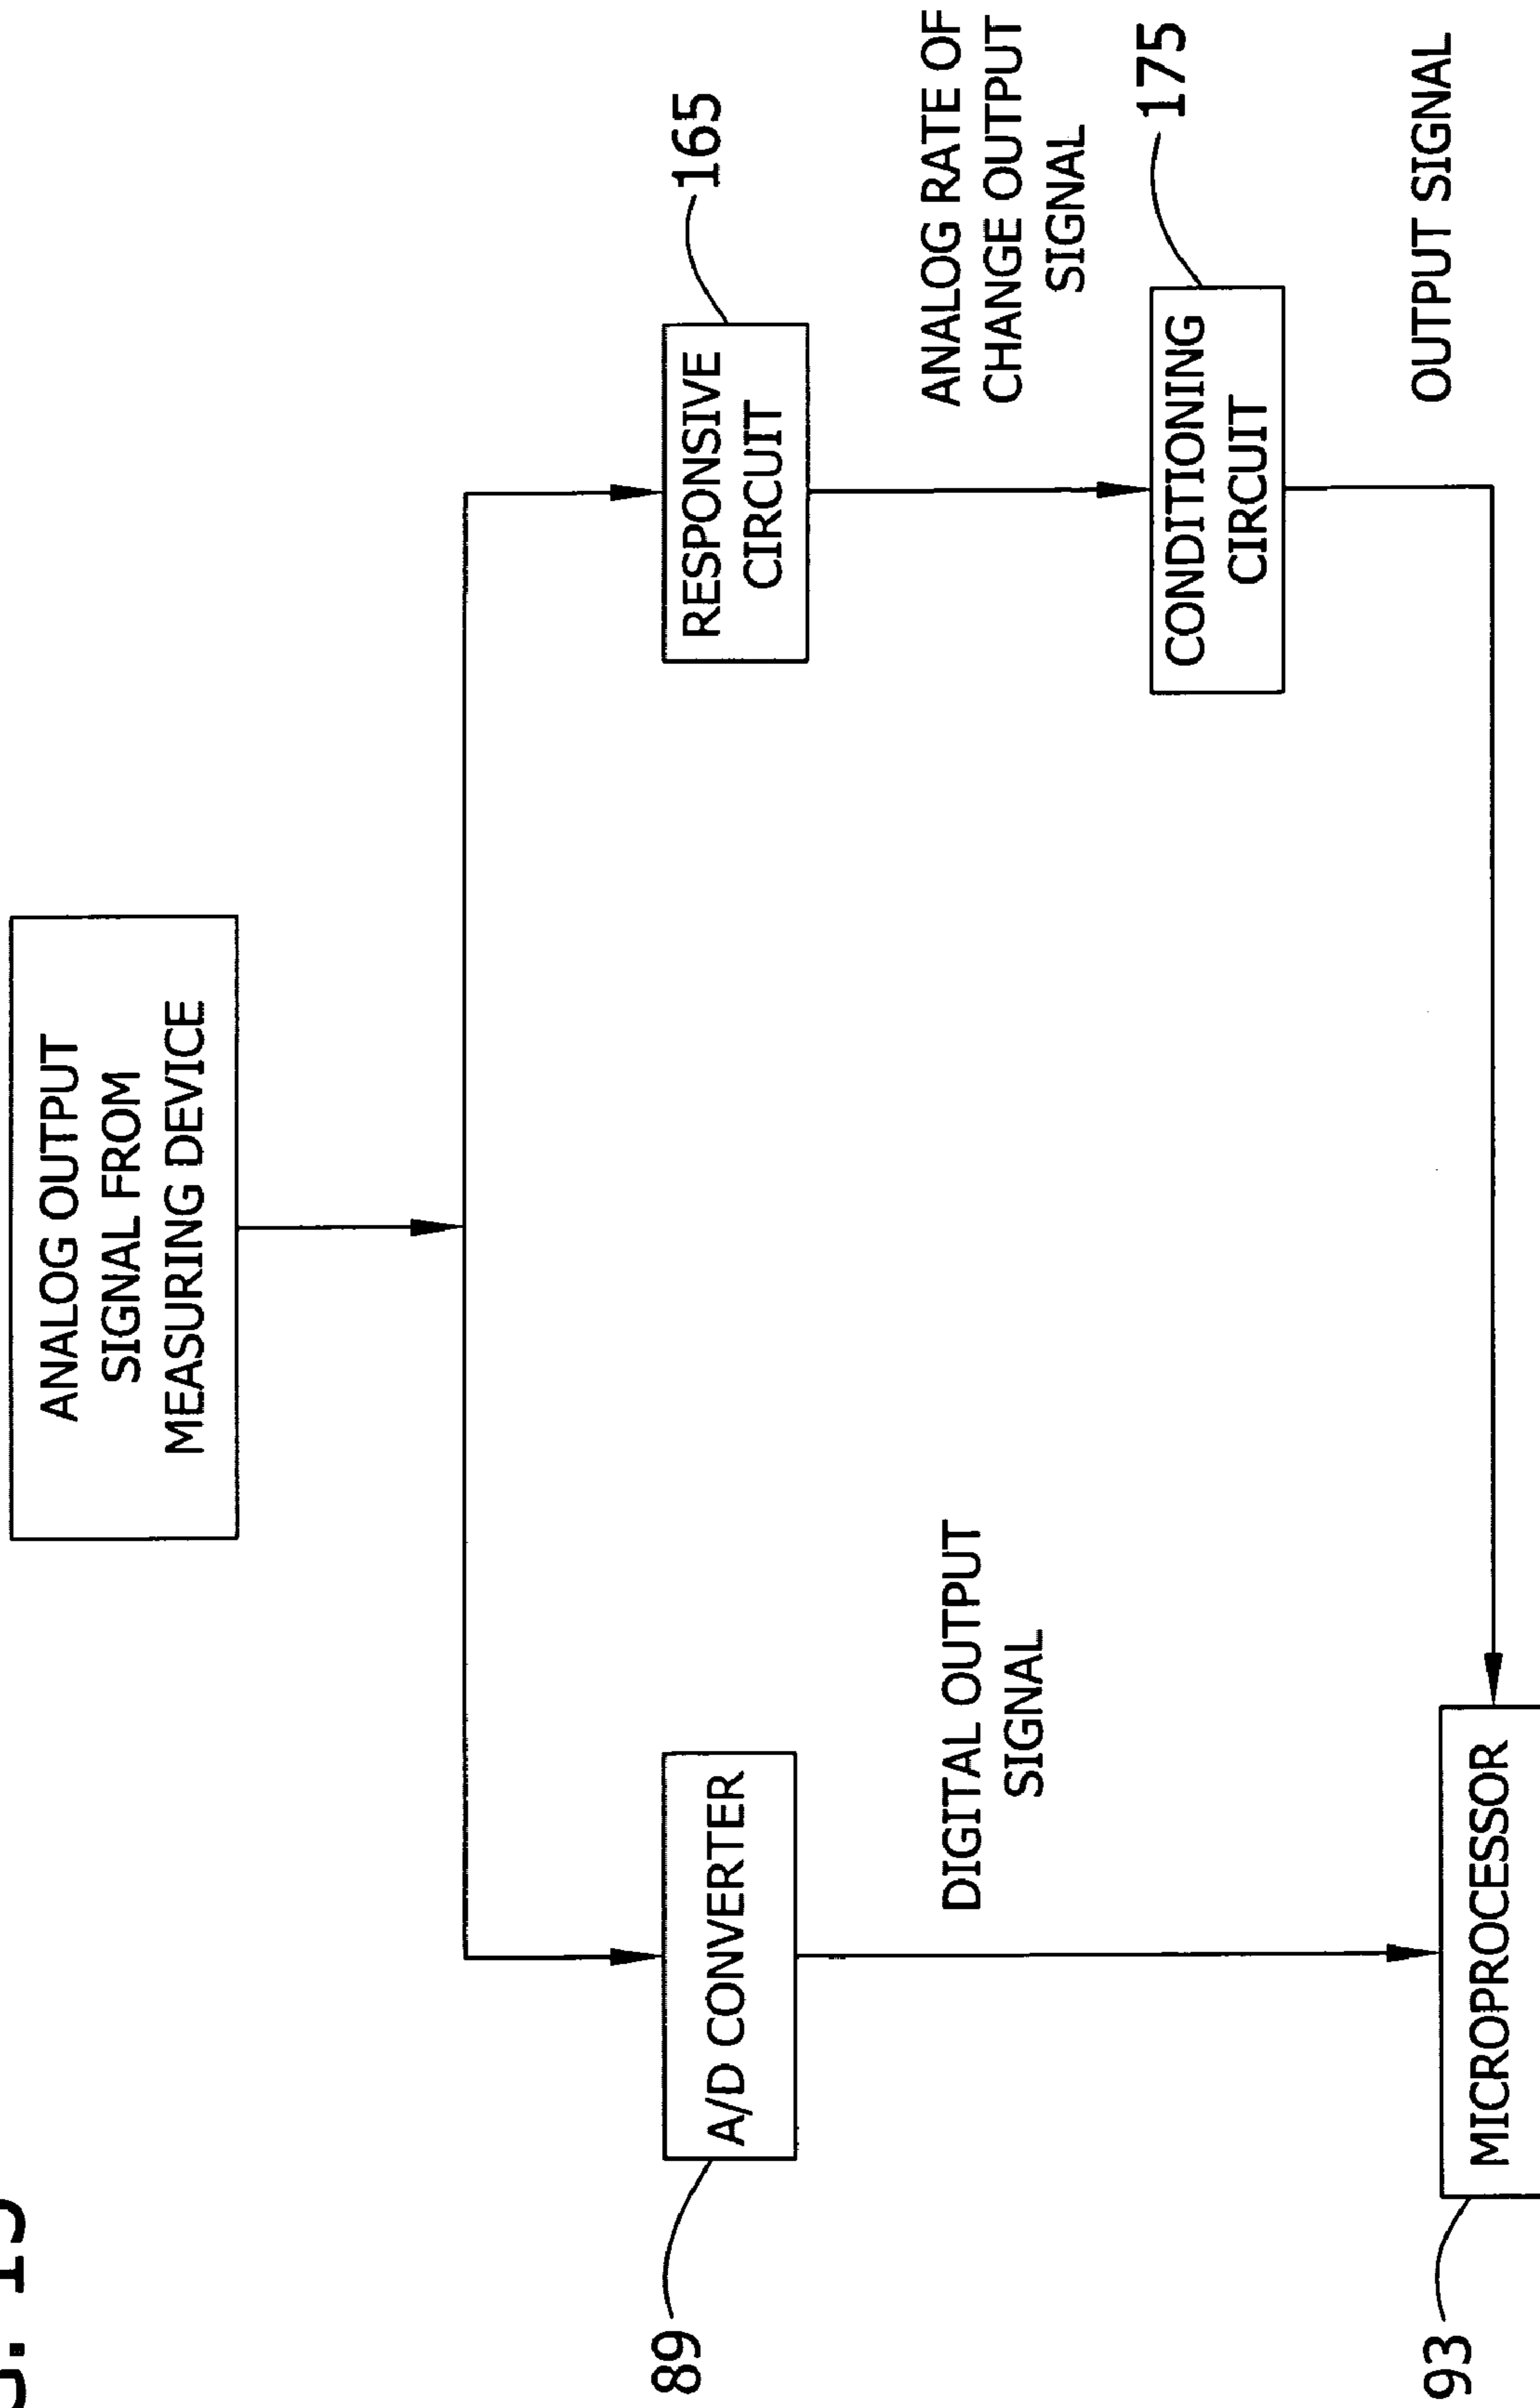 ANALOG OUTPUT
SIGNAL FROM
MEASURING DEVICE
89
A/D CONVERTER
RESPONSIVE
CIRCUIT
165
DIGITAL OUTPUT
SIGNAL
ANALOG RATE OF
CHANGE OUTPUT
SIGNAL
CONDITIONING
CIRCUIT
175
93
MICROPROCESSOR
OUTPUT SIGNAL